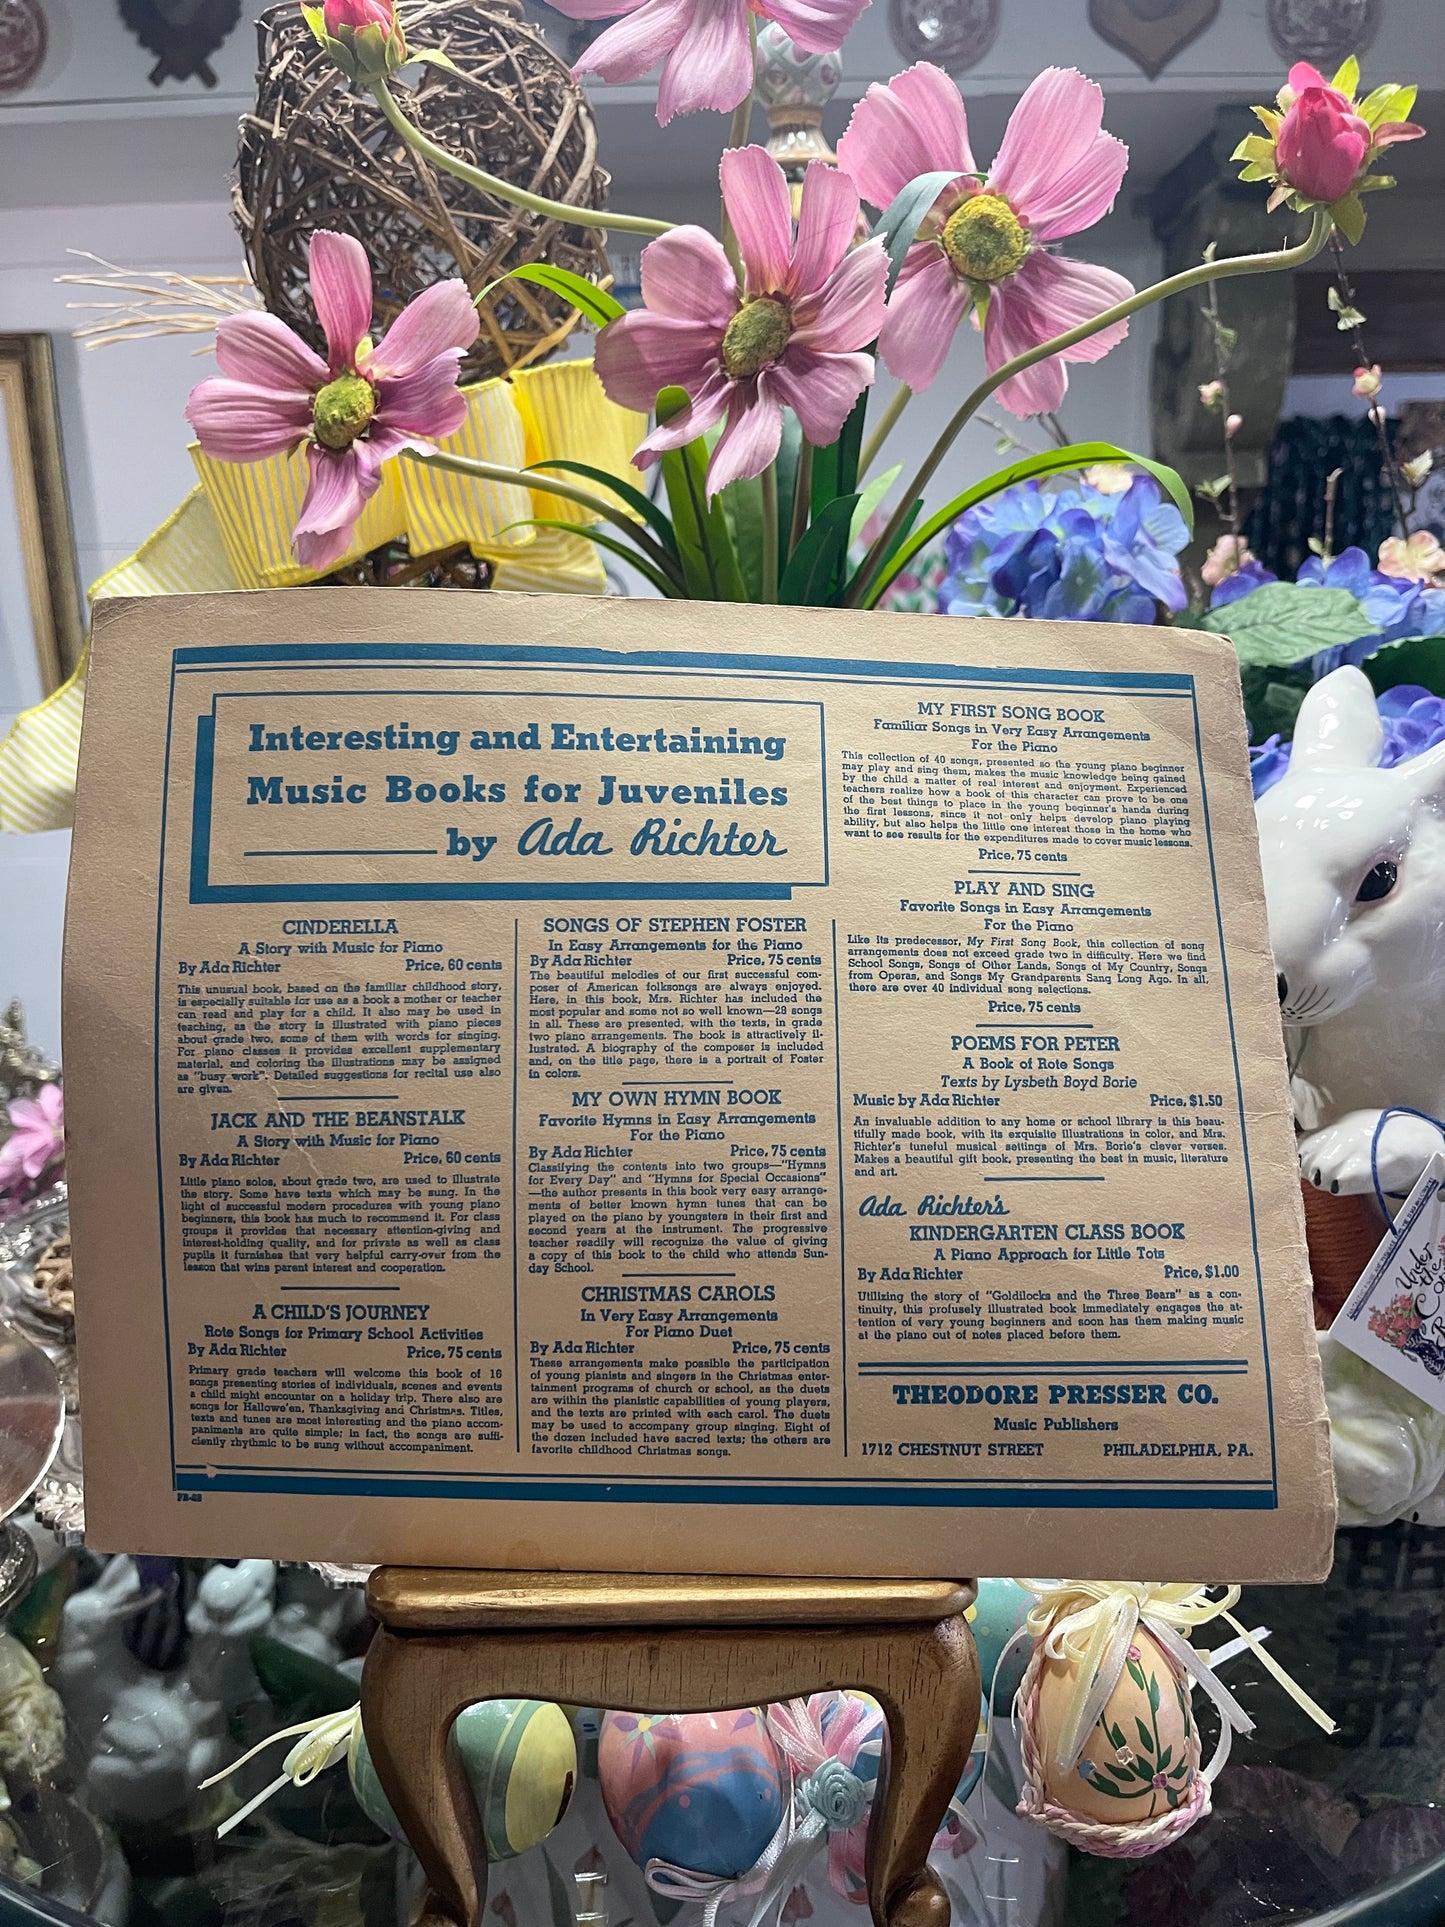 Interesting and Entertaining
Music Books for Juveniles
by Ada Richter
CINDERELLA
A Story with Music for Piano
By Ada Richter Price, 60 cents
This unusual book, based on the familiar childhood story,
is especially suitable for use as a book a mother or teacher
can read and play for a child. It also may be used in
teaching, as the story is illustrated with piano pieces
about grade two, some of them with words for singing.
For piano classes it provides excellent supplementary
material, and coloring the illustrations may be assigned
as "busy work". Detailed suggestions for recital use also
are given.
JACK AND THE BEANSTALK
A Story with Music for Piano
By Ada Richter Price, 60 cents
Little piano solos, about grade two, are used to illustrate
the story. Some have texts which may be sung. In the
light of successful modern procedures with young piano
beginners, this book has much to recommend it. For class
groups it provides that necessary attention-giving and
interest-holding quality, and for private as well as class
pupils it furnishes that very helpful carry-over from the
lesson that wins parent interest and cooperation.
A CHILD'S JOURNEY
Rote Songs for Primary School Activities
By Ada Richter Price, 75 cents
Primary grade teachers will welcome this book of 16
songs presenting stories of individuals, scenes and events
a child might encounter on a holiday trip. There also are
songs for Hallowe'en, Thanksgiving and Christmas. Titles,
texts and tunes are most interesting and the piano accom-
paniments are quite simple; in fact, the songs are suffi-
ciently rhythmic to be sung without accompaniment.
SONGS OF STEPHEN FOSTER
In Easy Arrangements for the Piano
By Ada Richter Price, 75 cents
The beautiful melodies of our first successful com-
poser of American folksongs are always enjoyed.
Here, in this book, Mrs. Richter has included the
most popular and some not so well known—28 songs
in all. These are presented, with the texts, in grade
two piano arrangements. The book is attractively il-
lustrated. A biography of the composer is included
and, on the title page, there is a portrait of Foster
in colors.
MY OWN HYMN BOOK
Favorite Hymns in Easy Arrangements
For the Piano
By Ada Richter Price, 75 cents
Classifying the contents into two groups—"Hymns
for Every Day" and "Hymns for Special Occasions"
—the author presents in this book very easy arrange-
ments of better known hymn tunes that can be
played on the piano by youngsters in their first and
second years at the instrument. The progressive
teacher readily will recognize the value of giving
a copy of this book to the child who attends Sun-
day School.
CHRISTMAS CAROLS
In Very Easy Arrangements
For Piano Duet
By Ada Richter Price, 75 cents
These arrangements make possible the participation
of young pianists and singers in the Christmas enter-
tainment programs of church or school, as the duets
are within the pianistic capabilities of young players,
and the texts are printed with each carol. The duets
may be used to accompany group singing. Eight of
the dozen included have sacred texts; the others are
favorite childhood Christmas songs.
MY FIRST SONG BOOK
Familiar Songs in Very Easy Arrangements
For the Piano
This collection of 40 songs, presented so the young piano beginner
may play and sing them, makes the music knowledge being gained
by the child a matter of real interest and enjoyment. Experienced
teachers realize how a book of this character can prove to be one
of the best things to place in the young beginner's hands during
the first lessons, since it not only helps develop piano playing
ability, but also helps the little one interest those in the home who
want to see results for the expenditures made to cover music lessons.
Price, 75 cents
PLAY AND SING
Favorite Songs in Easy Arrangements
For the Piano
Like its predecessor, My First Song Book, this collection of song
arrangements does not exceed grade two in difficulty. Here we find
School Songs, Songs of Other Lands, Songs of My Country, Songs
from Operas, and Songs My Grandparents Sang Long Ago. In all,
there are over 40 individual song selections.
Price, 75 cents
POEMS FOR PETER
A Book of Rote Songs
Texts by Lysbeth Boyd Borie
Music by Ada Richter Price, $1.50
An invaluable addition to any home or school library is this beau-
tifully made book, with its exquisite illustrations in color, and Mrs.
Richter's tuneful musical settings of Mrs. Borie's clever verses.
Makes a beautiful gift book, presenting the best in music, literature
and art.
Ada Richter's
KINDERGARTEN CLASS BOOK
A Piano Approach for Little Tots
By Ada Richter Price, $1.00
Utilizing the story of "Goldilocks and the Three Bears" as a con-
tinuity, this profusely illustrated book immediately engages the at-
tention of very young beginners and soon has them making music
at the piano out of notes placed before them.
THEODORE PRESSER CO.
Music Publishers
1712 CHESTNUT STREET PHILADELPHIA, PA.
Under
the